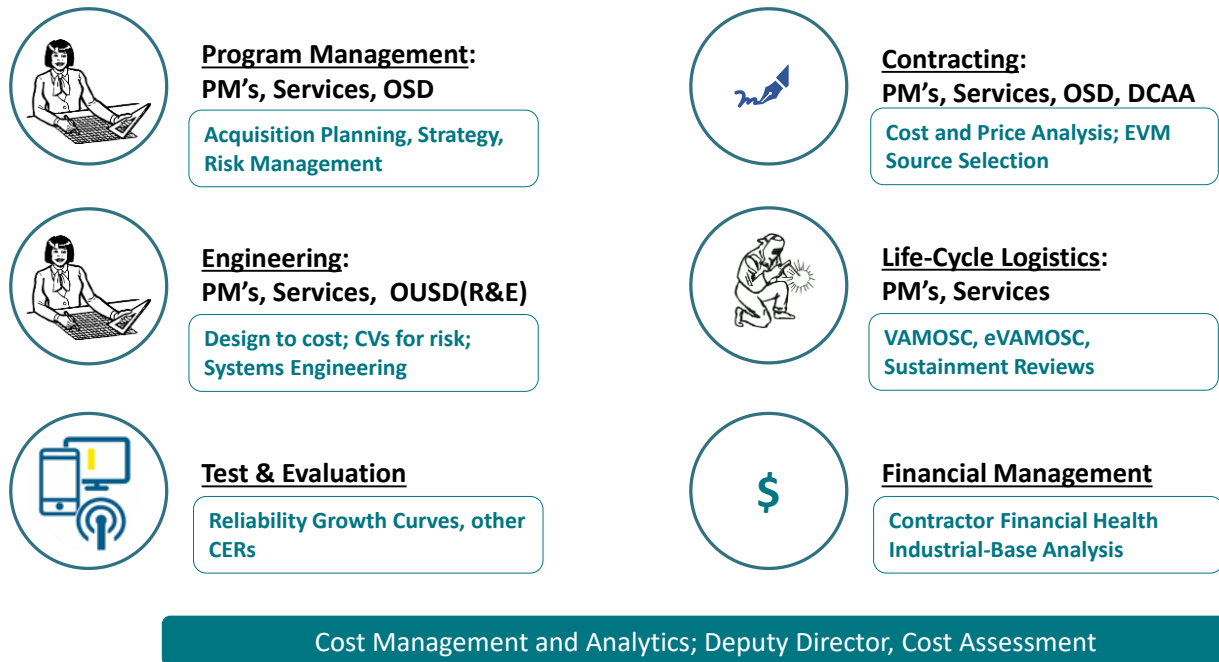 Program Management:
PM's, Services, OSD
Acquisition Planning, Strategy,
Risk Management
Contracting:
PM's, Services, OSD, DCAA
Cost and Price Analysis; EVM
Source Selection
Engineering:
PM's, Services, OUSD(R&E)
Design to cost; CVs for risk;
Systems Engineering
Life-Cycle Logistics:
PM's, Services
VAMOSC, eVAMOSC,
Sustainment Reviews
Test & Evaluation
Reliability Growth Curves, other
CERs
$
Financial Management
Contractor Financial Health
Industrial-Base Analysis
Cost Management and Analytics; Deputy Director, Cost Assessment